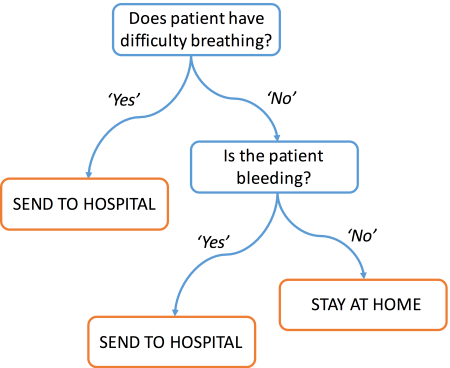 Does patient have
difficulty breathing?
‘Yes’
‘No’
Is the patient
bleeding?
SEND TO HOSPITAL
‘Yes’
‘No’
STAY AT HOME
SEND TO HOSPITAL